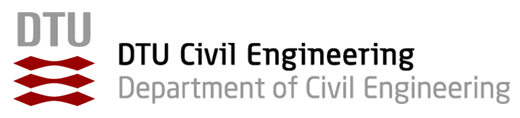 DTU
DTU Civil Engineering
Department of Civil Engineering